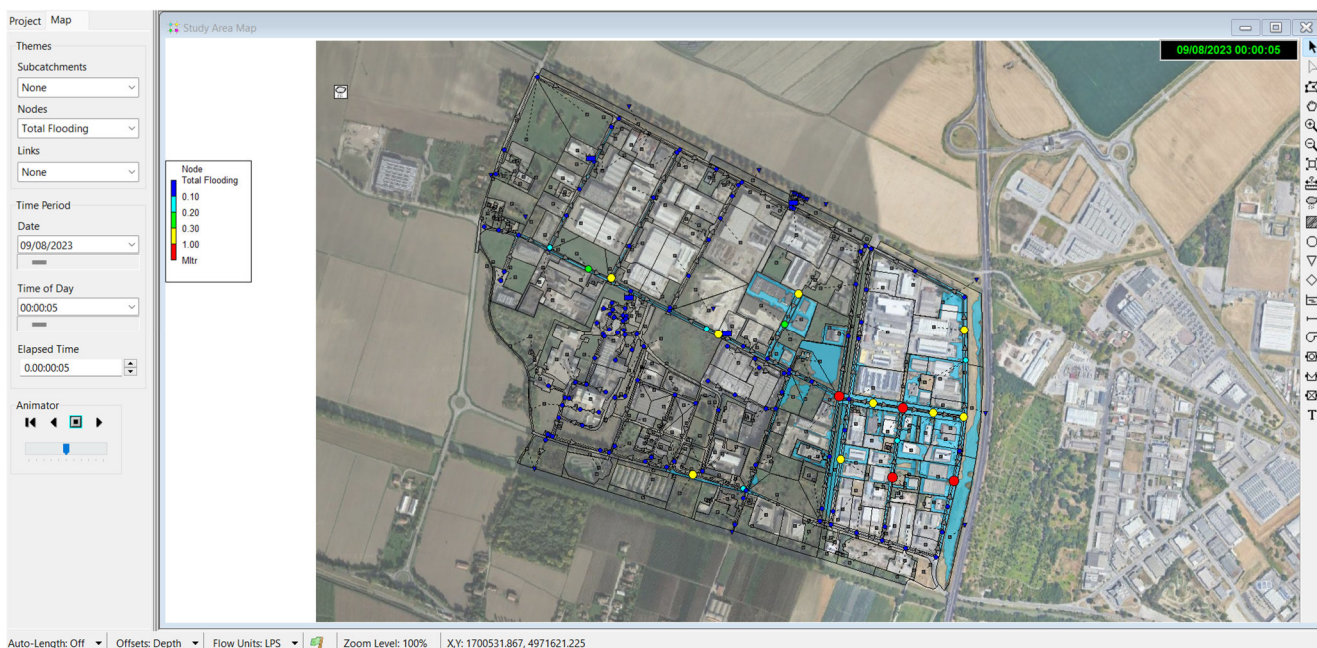 Project Map
Study Area Map
Themes
Subcatchments
None
Nodes
Total Flooding
Links
None
Time Period
Date
09/08/2023
Time of Day
00:00:05
Elapsed Time
0.00:00:05
Animator
Node
Total Flooding
0.10
0.20
0.30
1.00
Mltr
09/08/2023 00:00:05
T
Auto-Length: Off Offsets: Depth Flow Units: LPS Zoom Level: 100% X,Y: 1700531.867, 4971621.225